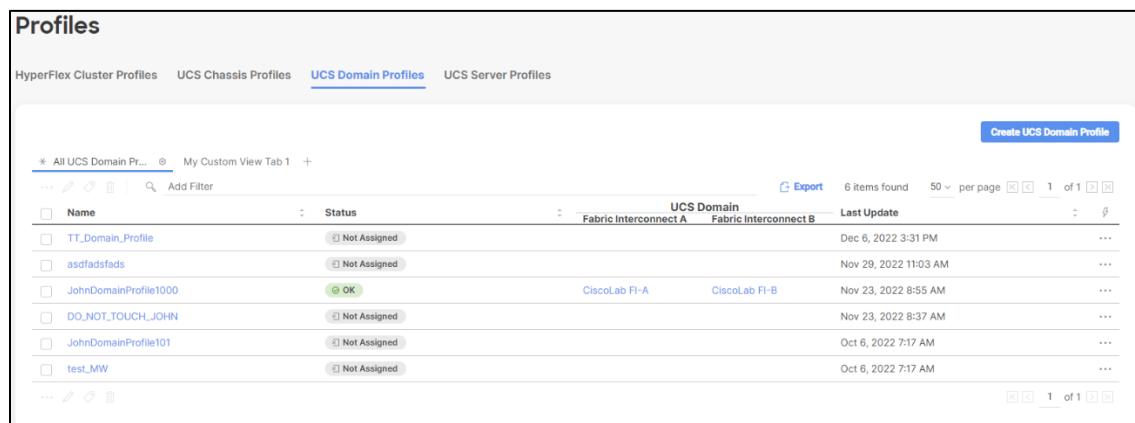 Profiles
HyperFlex Cluster Profiles UCS Chassis Profiles UCS Domain Profiles UCS Server Profiles
Create UCS Domain Profile
All UCS Domain Pr... My Custom View Tab 1 +
... Add Filter Export 6 items found 50 per page 1 of 1
Name Status UCS Domain Last Update
Fabric Interconnect A Fabric Interconnect B
TT_Domain_Profile Not Assigned Dec 6, 2022 3:31 PM ...
asdfadsfads Not Assigned Nov 29, 2022 11:03 AM ...
JohnDomainProfile1000 OK CiscoLab FI-A CiscoLab FI-B Nov 23, 2022 8:55 AM ...
DO_NOT_TOUCH_JOHN Not Assigned Nov 23, 2022 8:37 AM ...
JohnDomainProfile101 Not Assigned Oct 6, 2022 7:17 AM ...
test_MW Not Assigned Oct 6, 2022 7:17 AM ...
... 1 of 1